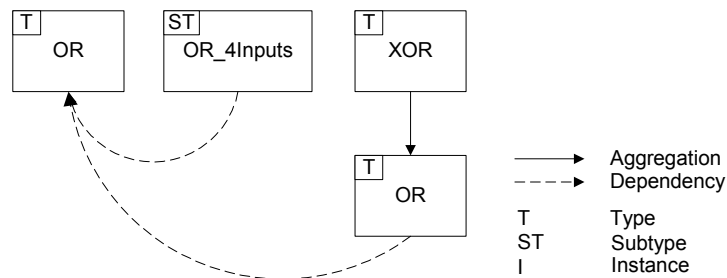 T
OR
ST
OR_4Inputs
T
XOR
T
OR
Aggregation
Dependency
T Type
ST Subtype
I Instance